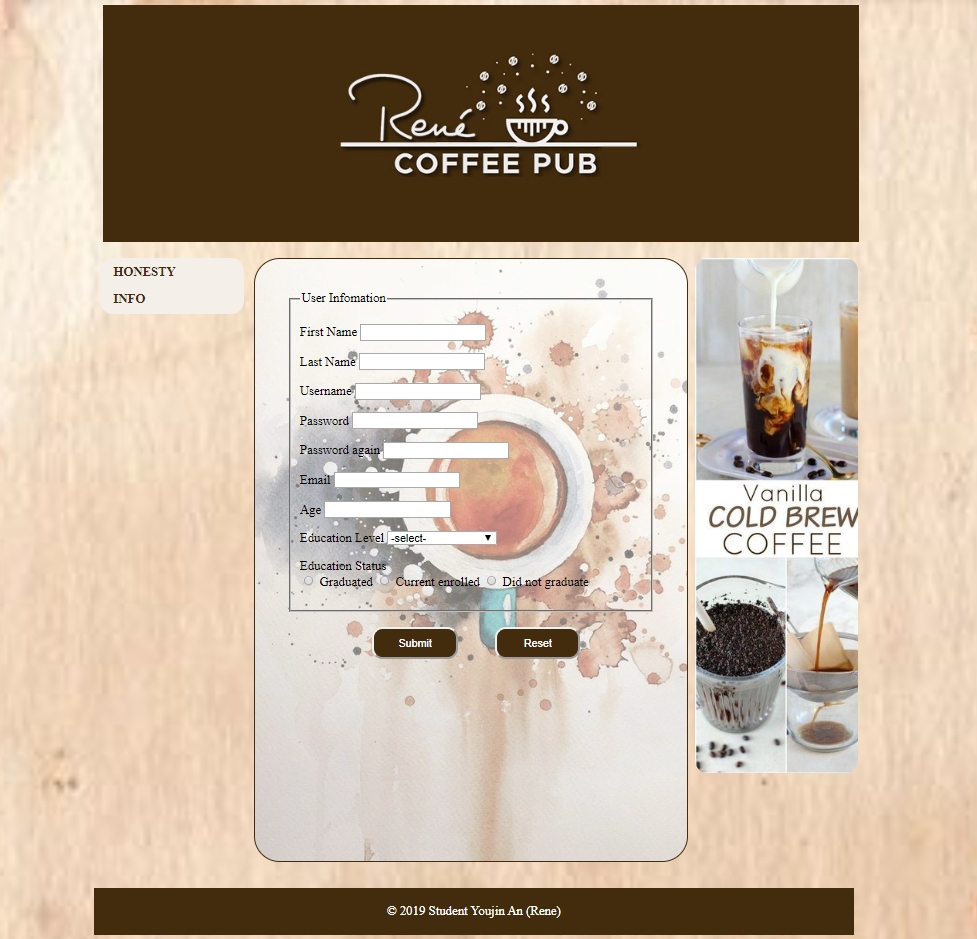 René
COFFEE PUB
HONESTY
INFO
User Infomation
First Name
Last Name
Username
Password
Password again
Email
Age
Education Level -select-
Education Status
Graduated Current enrolled Did not graduate
Submit Reset
Vanilla
COLD BREW
COFFEE
© 2019 Student Youjin An (Rene)